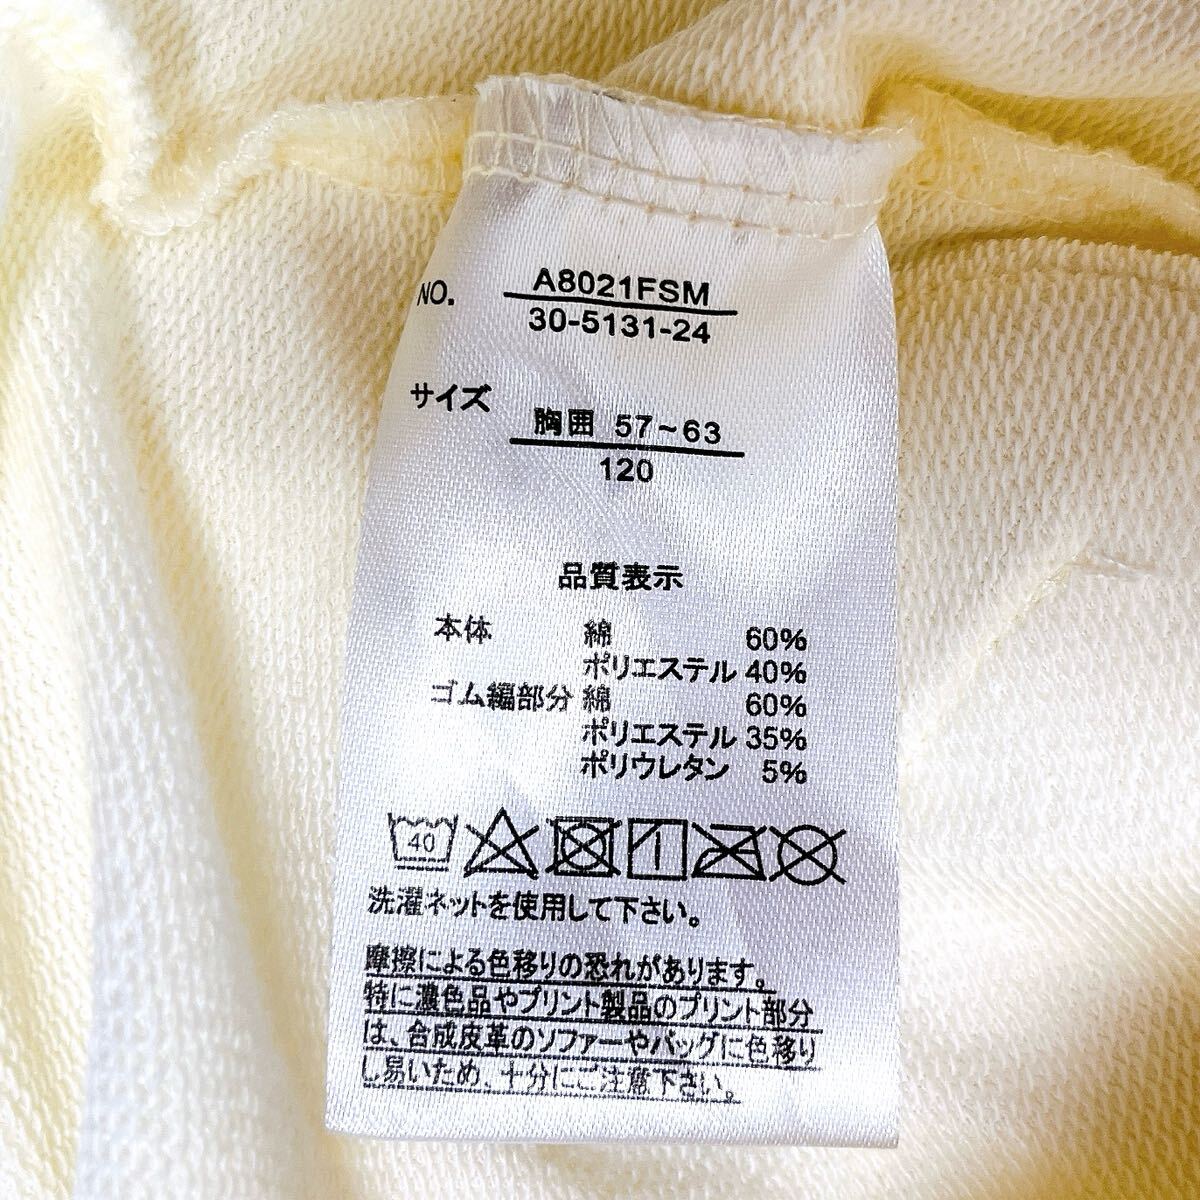 NO. A8021FSM
30-5131-24
サイズ 胸囲 57~63
120
品質表示
本体 綿 60%
ポリエステル 40%
ゴム編部分 綿 60%
ポリエステル 35%
ポリウレタン 5%
40
洗濯ネットを使用して下さい。
摩擦による色移りの恐れがあります。
特に濃色品やプリント製品のプリント部分
は、合成皮革のソファーやバッグに色移り
し易いため、十分にご注意下さい。